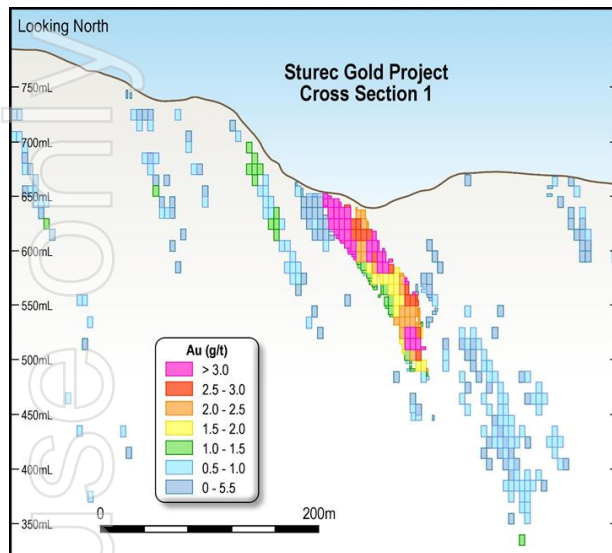 Looking North
Sturec Gold Project
Cross Section 1
750mL
700mL
650mL
600mL
550mL
500mL
450mL
400mL
350mL
Au (g/t)
> 3.0
2.5 - 3.0
2.0 - 2.5
1.5 - 2.0
1.0 - 1.5
0.5 - 1.0
0 - 5.5
0
200m
use only